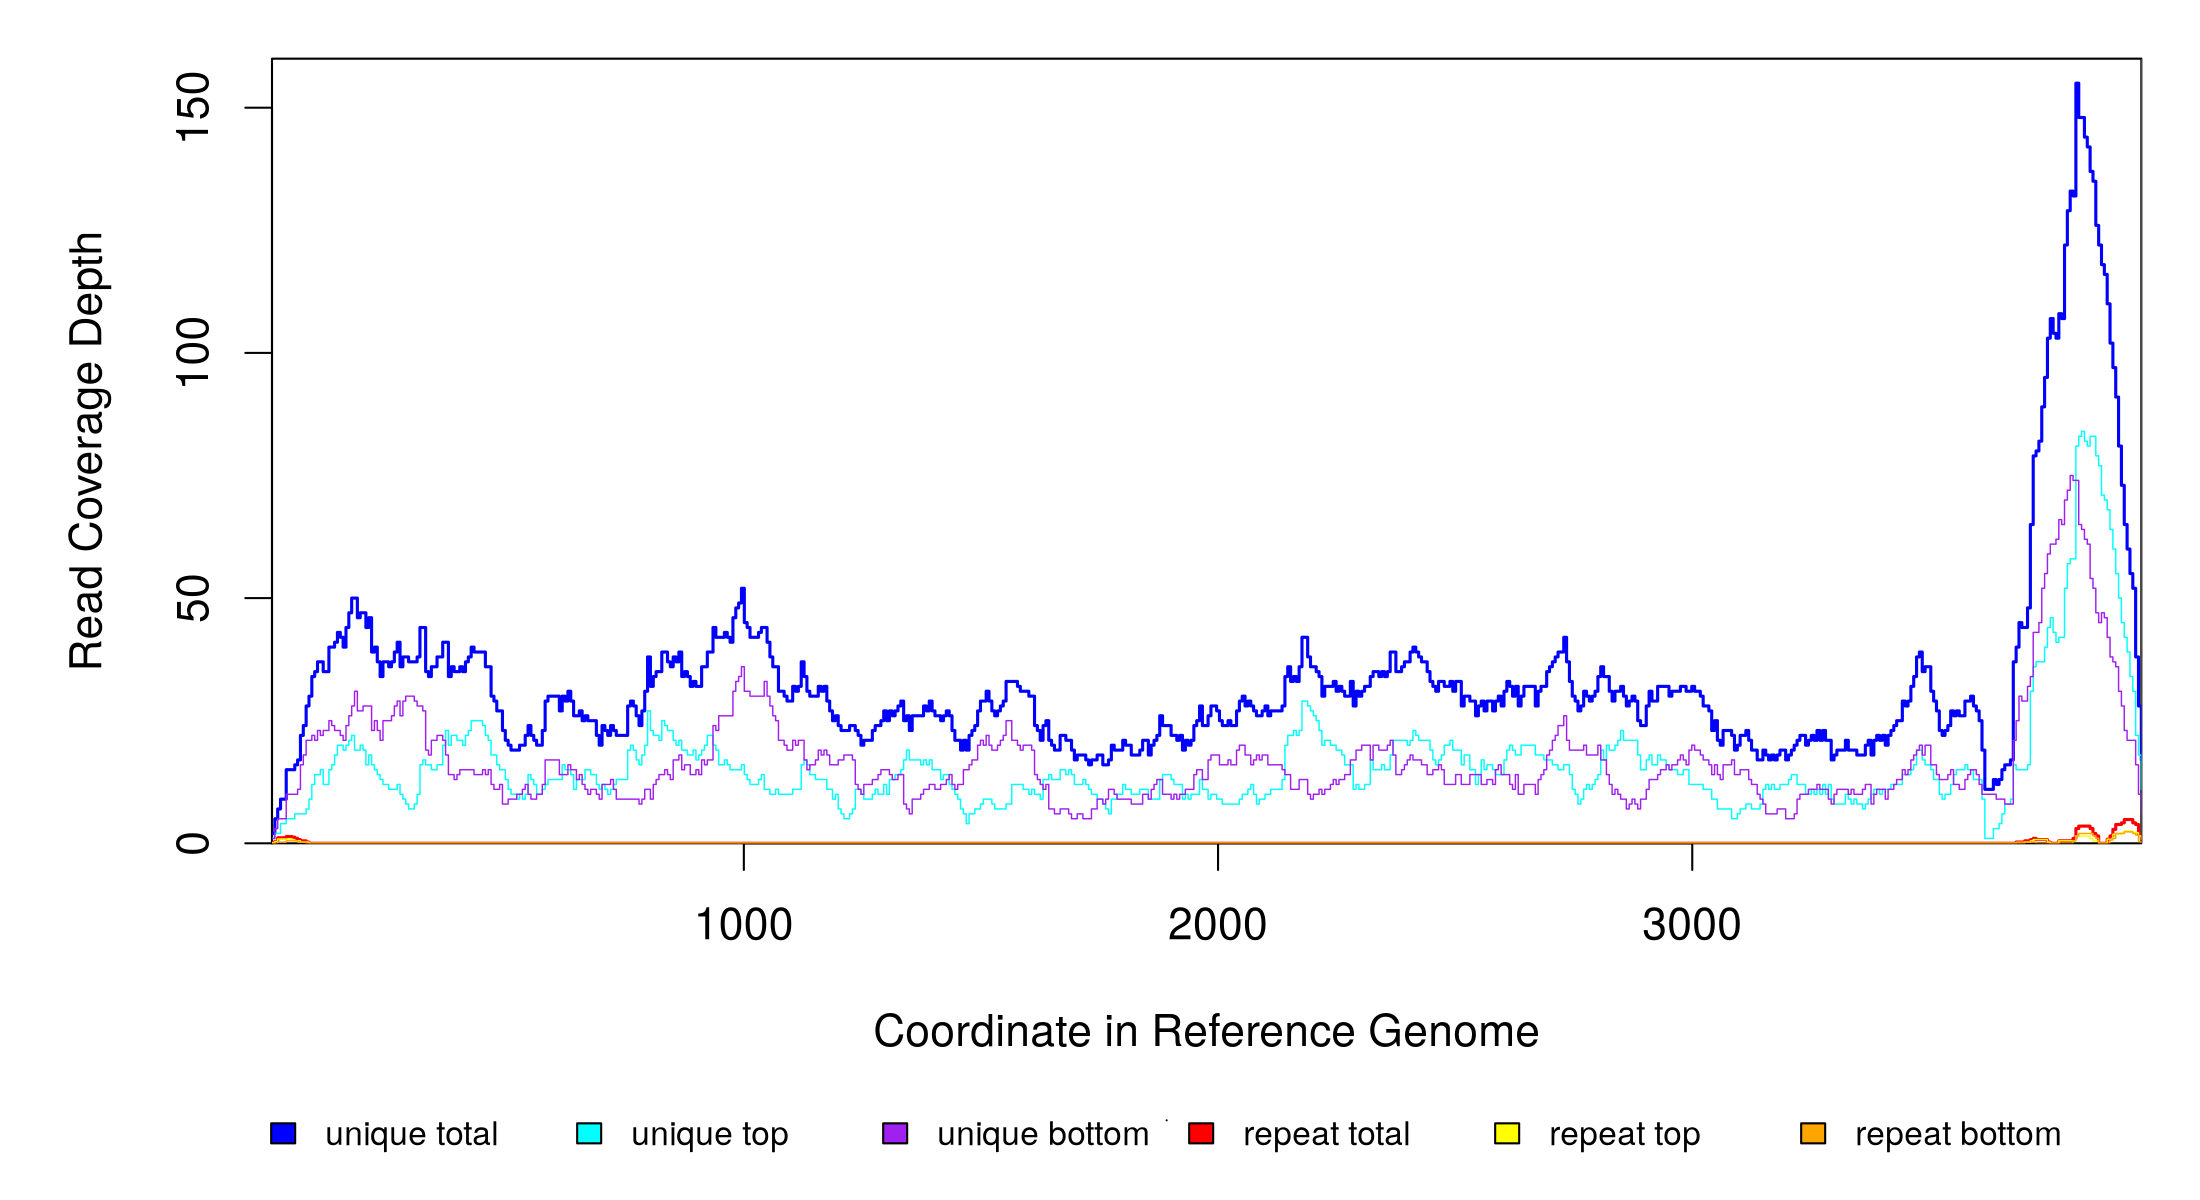 Read Coverage Depth
150
100
50
0
1000 2000 3000
Coordinate in Reference Genome
unique total unique top unique bottom repeat total repeat top repeat bottom